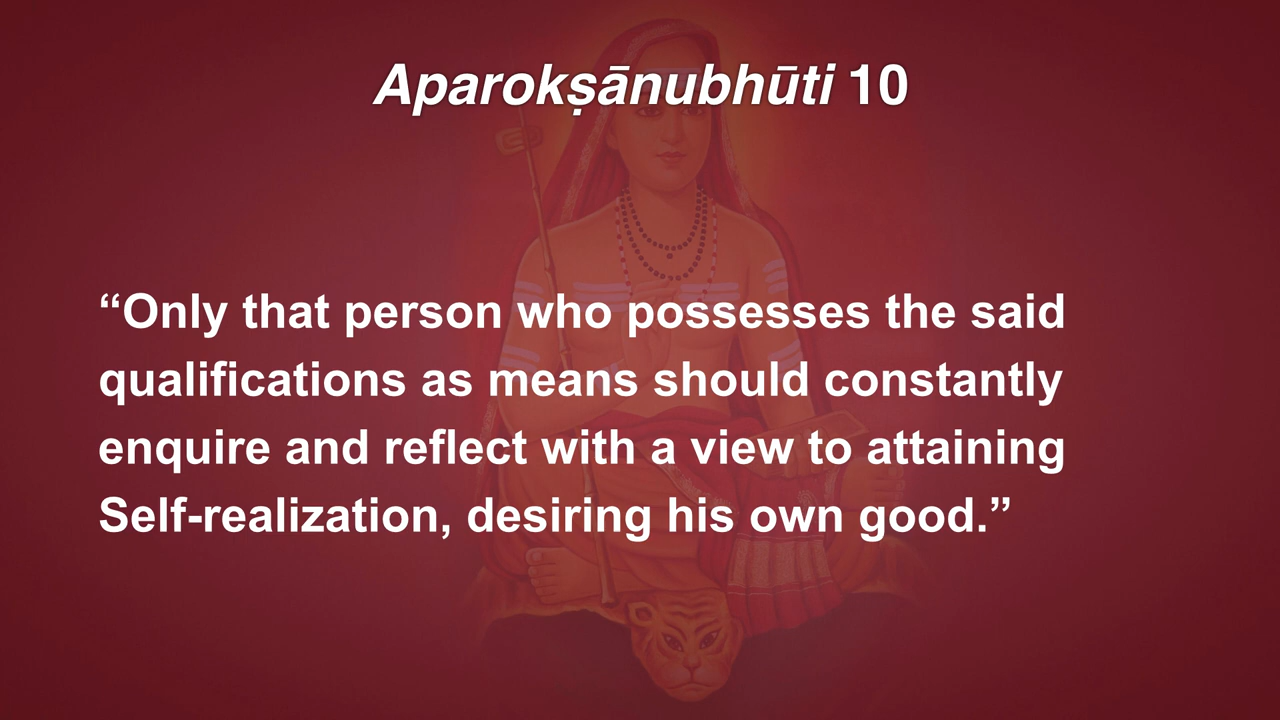 Aparokṣānubhūti 10
“Only that person who possesses the said
qualifications as means should constantly
enquire and reflect with a view to attaining
Self-realization, desiring his own good.”